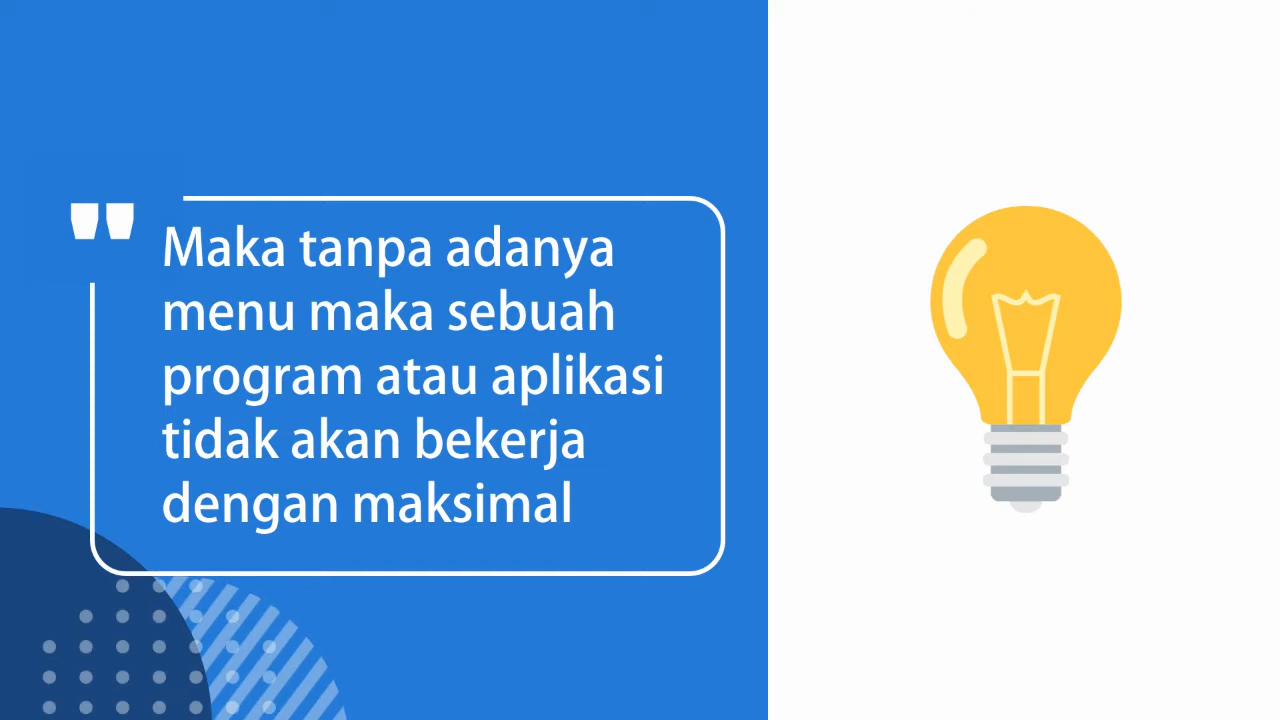 "
Maka tanpa adanya
menu maka sebuah
program atau aplikasi
tidak akan bekerja
dengan maksimal